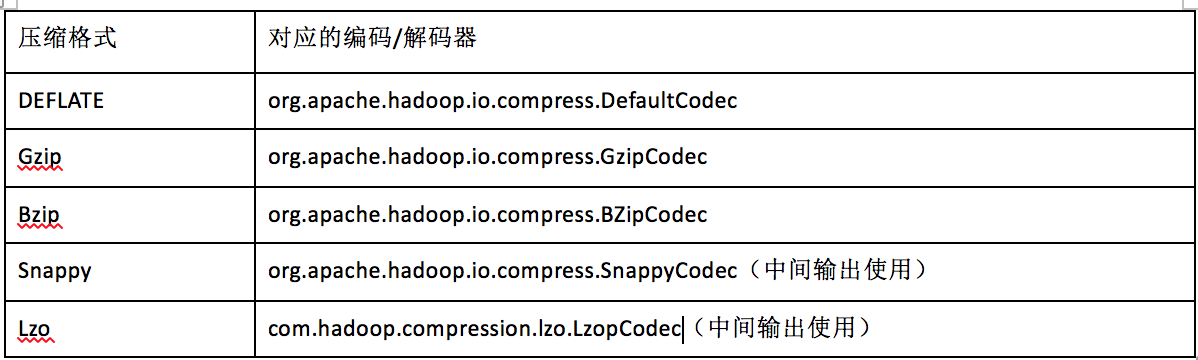 压缩格式 对应的编码/解码器
DEFLATE org.apache.hadoop.io.compress.DefaultCodec
Gzip org.apache.hadoop.io.compress.GzipCodec
Bzip org.apache.hadoop.io.compress.BZipCodec
Snappy org.apache.hadoop.io.compress.SnappyCodec（中间输出使用）
Lzo com.hadoop.compression.lzo.LzopCodec（中间输出使用）